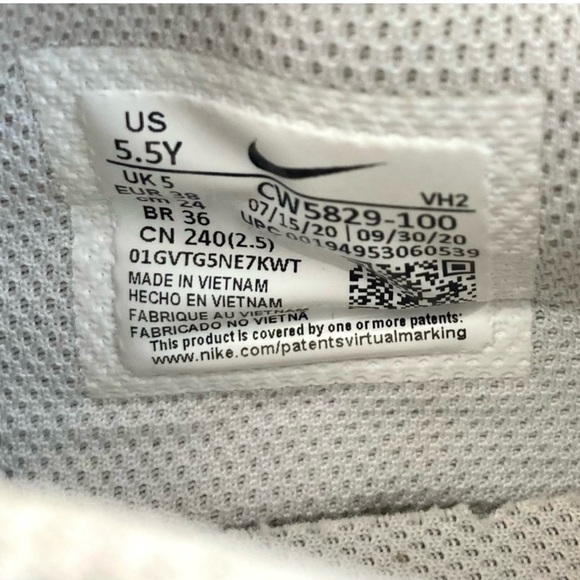 US
5.5Y
UK 5
EUR 38
cm 24
BR 36
CN 240(2.5)
CW5829-100 VH2
07/15/20 | 09/30/20
UPC 00194953060539
01GVTG5NE7KWT
MADE IN VIETNAM
HECHO EN VIETNAM
FABRIQUE AU VIETNAM
FABRICADO NO VIETNA
This product is covered by one or more patents:
www.nike.com/patentsvirtualmarking